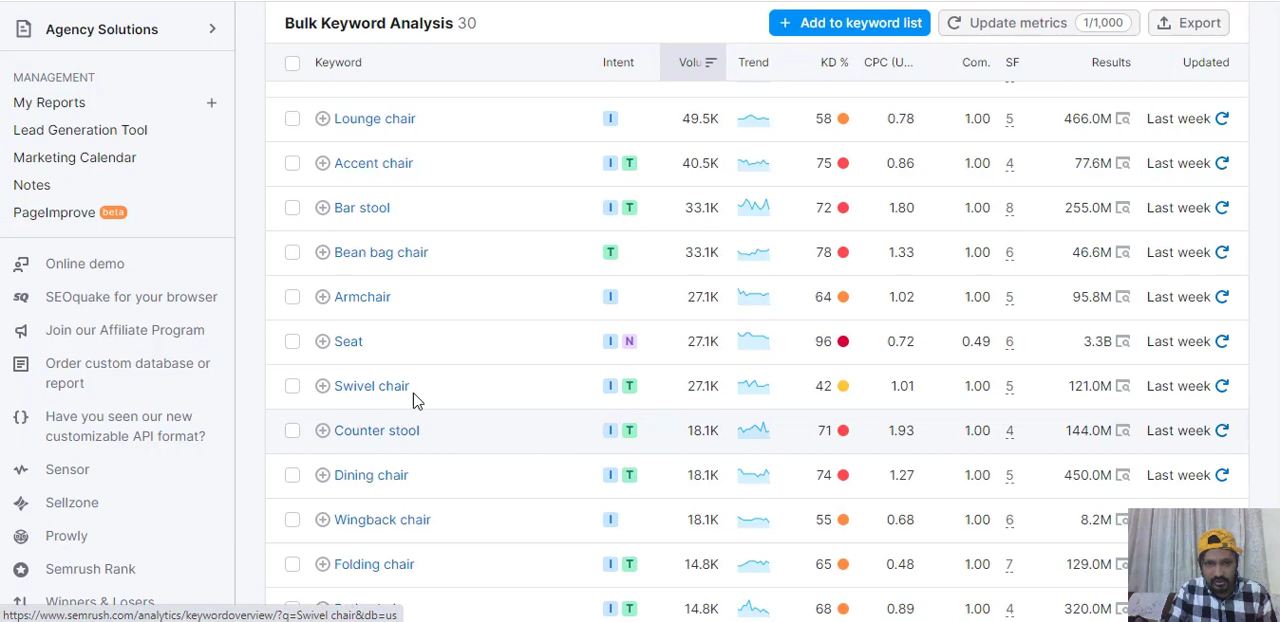 Agency Solutions
MANAGEMENT
My Reports
Lead Generation Tool
Marketing Calendar
Notes
PageImprove beta
Online demo
SQ SEOquake for your browser
Join our Affiliate Program
Order custom database or
report
Have you seen our new
customizable API format?
Sensor
Sellzone
Prowly
Semrush Rank
Winners & Losers
https://www.semrush.com/analytics/keywordoverview/?q=Swivel chair&db=us
Bulk Keyword Analysis 30
+ Add to keyword list
Update metrics 1/1,000
Export
Keyword Intent Volu Trend KD % CPC (U... Com. SF Results Updated
Lounge chair I 49.5K 58 0.78 1.00 5 466.0M Last week
Accent chair I T 40.5K 75 0.86 1.00 4 77.6M Last week
Bar stool I T 33.1K 72 1.80 1.00 8 255.0M Last week
Bean bag chair T 33.1K 78 1.33 1.00 6 46.6M Last week
Armchair I 27.1K 64 1.02 1.00 5 95.8M Last week
Seat I N 27.1K 96 0.72 0.49 6 3.3B Last week
Swivel chair I T 27.1K 42 1.01 1.00 5 121.0M Last week
Counter stool I T 18.1K 71 1.93 1.00 4 144.0M Last week
Dining chair I T 18.1K 74 1.27 1.00 5 450.0M Last week
Wingback chair I 18.1K 55 0.68 1.00 6 8.2M
Folding chair I T 14.8K 65 0.48 1.00 7 129.0M
I T 14.8K 68 0.89 1.00 4 320.0M